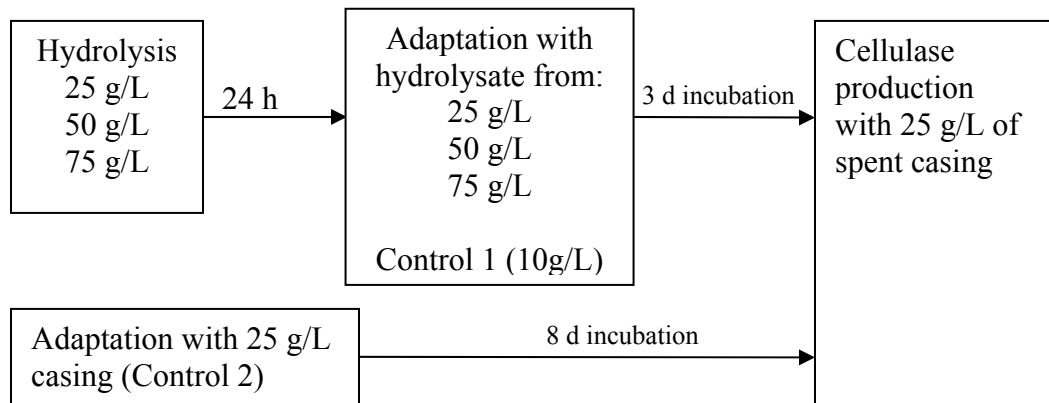 Hydrolysis
25 g/L
50 g/L
75 g/L
24 h
Adaptation with
hydrolysate from:
25 g/L
50 g/L
75 g/L
Control 1 (10g/L)
3 d incubation
Cellulase
production
with 25 g/L of
spent casing
Adaptation with 25 g/L
casing (Control 2)
8 d incubation